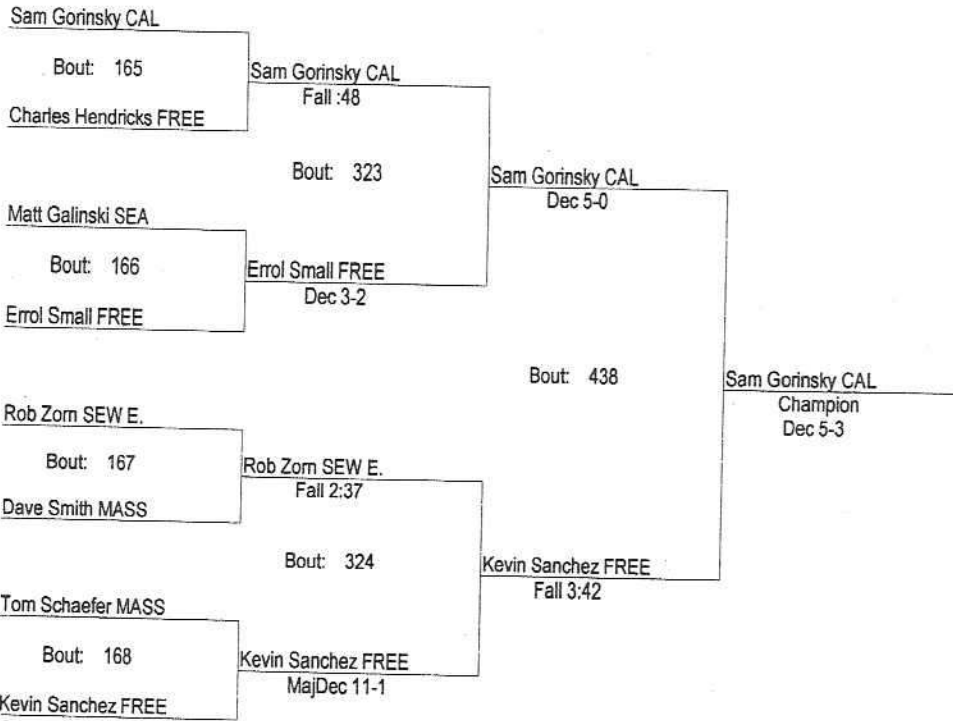 Sam Gorinsky CAL
Bout: 165
Sam Gorinsky CAL
Fall :48
Charles Hendricks FREE
Bout: 323
Sam Gorinsky CAL
Dec 5-0
Matt Galinski SEA
Bout: 166
Errol Small FREE
Dec 3-2
Errol Small FREE
Bout: 438
Sam Gorinsky CAL
Champion
Dec 5-3
Rob Zorn SEW E.
Bout: 167
Rob Zorn SEW E.
Fall 2:37
Dave Smith MASS
Bout: 324
Kevin Sanchez FREE
Fall 3:42
Tom Schaefer MASS
Bout: 168
Kevin Sanchez FREE
MajDec 11-1
Kevin Sanchez FREE